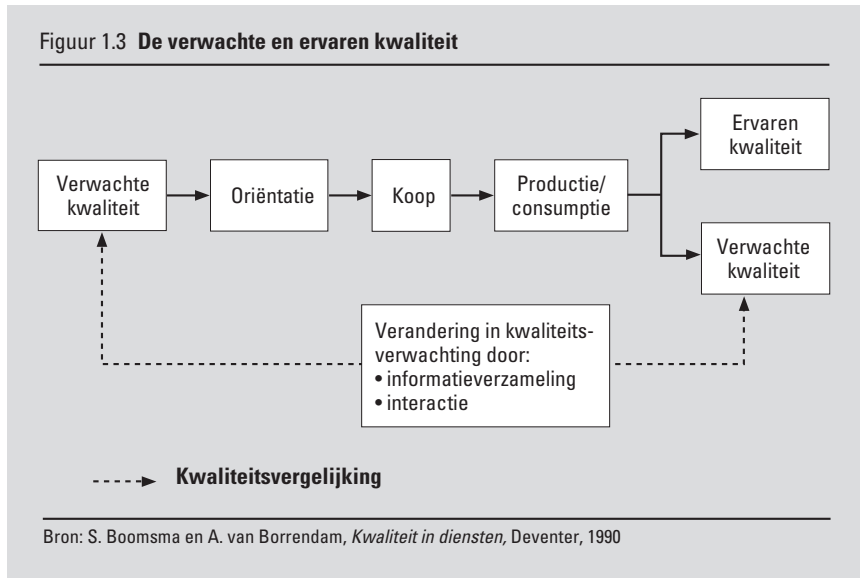 Figuur 1.3 De verwachte en ervaren kwaliteit
Ervaren
kwaliteit
Verwachte
kwaliteit
Oriëntatie
Koop
Productie/
consumptie
Verwachte
kwaliteit
Verandering in kwaliteits-
verwachting door:
• informatieverzameling
• interactie
Kwaliteitsvergelijking
Bron: S. Boomsma en A. van Borrendam, Kwaliteit in diensten, Deventer, 1990